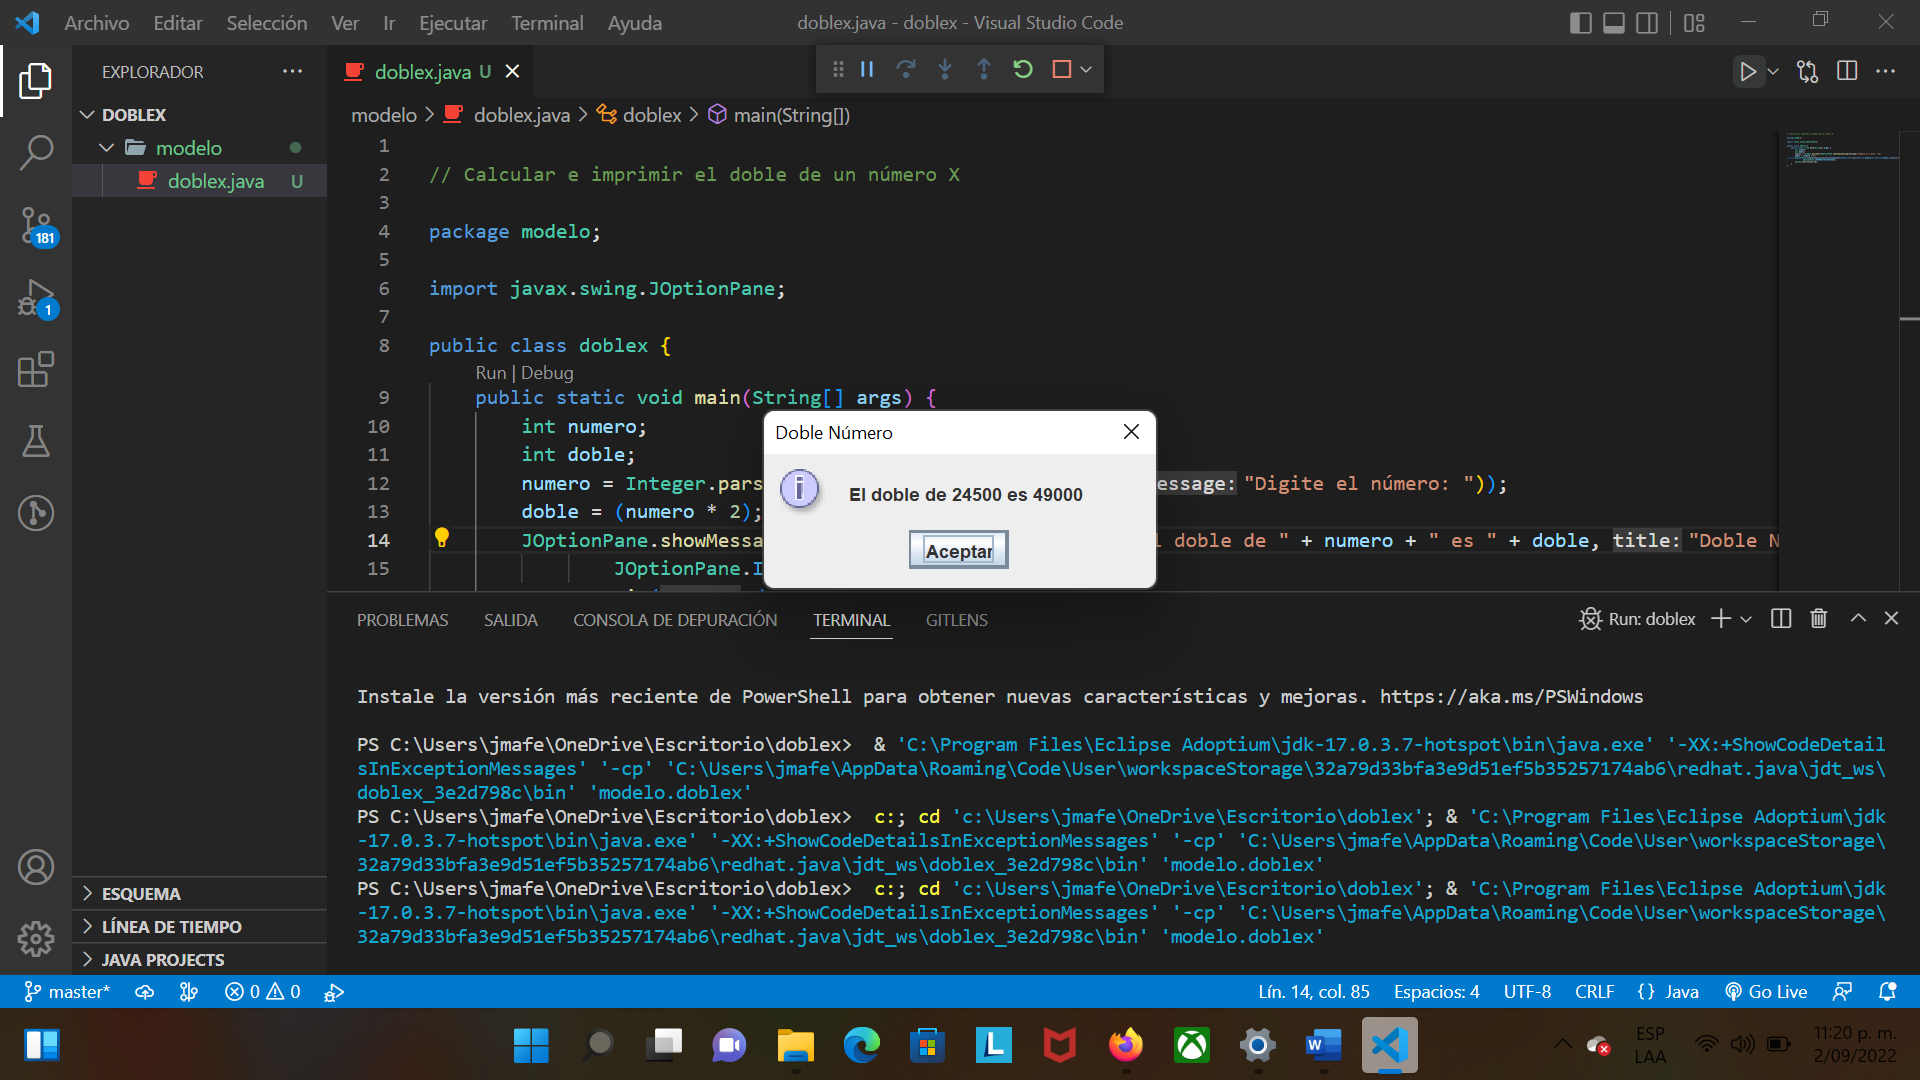 Archivo Editar Selección Ver Ir Ejecutar Terminal Ayuda
doblex.java - doblex - Visual Studio Code
EXPLORADOR
doblex.java U
DOBLEX
modelo
doblex.java U
181
1
modelo > doblex.java > doblex > main(String[])
1
2 // Calcular e imprimir el doble de un número X
3
4 package modelo;
5
6 import javax.swing.JOptionPane;
7
8 public class doblex {
Run | Debug
9 public static void main(String[] args) {
10 int numero;
11 int doble;
12 numero = Integer.pars essage: "Digite el número: "));
13 doble = (numero * 2);
14 JOptionPane.showMessa l doble de " + numero + " es " + doble, title: "Doble N
15 JOptionPane.I
Doble Número
El doble de 24500 es 49000
Aceptar
PROBLEMAS SALIDA CONSOLA DE DEPURACIÓN TERMINAL GITLENS
Run: doblex
Instale la versión más reciente de PowerShell para obtener nuevas características y mejoras. https://aka.ms/PSWindows
PS C:\Users\jmafe\OneDrive\Escritorio\doblex> & 'C:\Program Files\Eclipse Adoptium\jdk-17.0.3.7-hotspot\bin\java.exe' '-XX:+ShowCodeDetail
sInExceptionMessages' '-cp' 'C:\Users\jmafe\AppData\Roaming\Code\User\workspaceStorage\32a79d33bfa3e9d51ef5b35257174ab6\redhat.java\jdt_ws\
doblex_3e2d798c\bin' 'modelo.doblex'
PS C:\Users\jmafe\OneDrive\Escritorio\doblex> c:; cd 'c:\Users\jmafe\OneDrive\Escritorio\doblex'; & 'C:\Program Files\Eclipse Adoptium\jdk
-17.0.3.7-hotspot\bin\java.exe' '-XX:+ShowCodeDetailsInExceptionMessages' '-cp' 'C:\Users\jmafe\AppData\Roaming\Code\User\workspaceStorage\
32a79d33bfa3e9d51ef5b35257174ab6\redhat.java\jdt_ws\doblex_3e2d798c\bin' 'modelo.doblex'
PS C:\Users\jmafe\OneDrive\Escritorio\doblex> c:; cd 'c:\Users\jmafe\OneDrive\Escritorio\doblex'; & 'C:\Program Files\Eclipse Adoptium\jdk
-17.0.3.7-hotspot\bin\java.exe' '-XX:+ShowCodeDetailsInExceptionMessages' '-cp' 'C:\Users\jmafe\AppData\Roaming\Code\User\workspaceStorage\
32a79d33bfa3e9d51ef5b35257174ab6\redhat.java\jdt_ws\doblex_3e2d798c\bin' 'modelo.doblex'
ESQUEMA
LÍNEA DE TIEMPO
JAVA PROJECTS
master* 0 0
Lín. 14, col. 85 Espacios: 4 UTF-8 CRLF {} Java Go Live
ESP
LAA
11:20 p. m.
2/09/2022